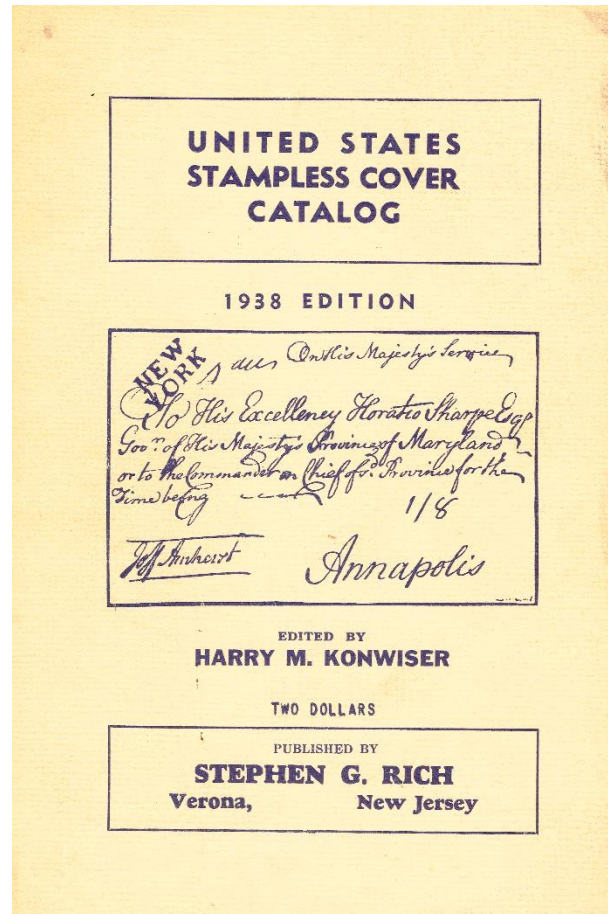 UNITED STATES
STAMPLESS COVER
CATALOG
1938 EDITION
NEW
YORK
On His Majesty's Service
To His Excellency Horatio Sharpe Esqr
Govr. of His Majesty's Province of Maryland
or to the Commander in Chief of sd. Province for the
Time being
1/8
Jeff Amherst
Annapolis
EDITED BY
HARRY M. KONWISER
TWO DOLLARS
PUBLISHED BY
STEPHEN G. RICH
Verona, New Jersey